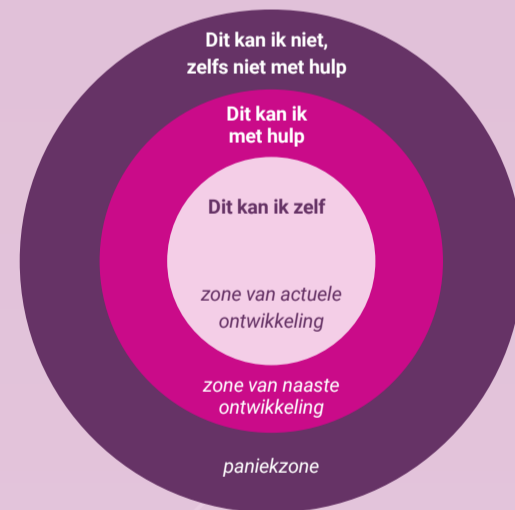 Dit kan ik niet,
zelfs niet met hulp
Dit kan ik
met hulp
Dit kan ik zelf
zone van actuele
ontwikkeling
zone van naaste
ontwikkeling
paniekzone